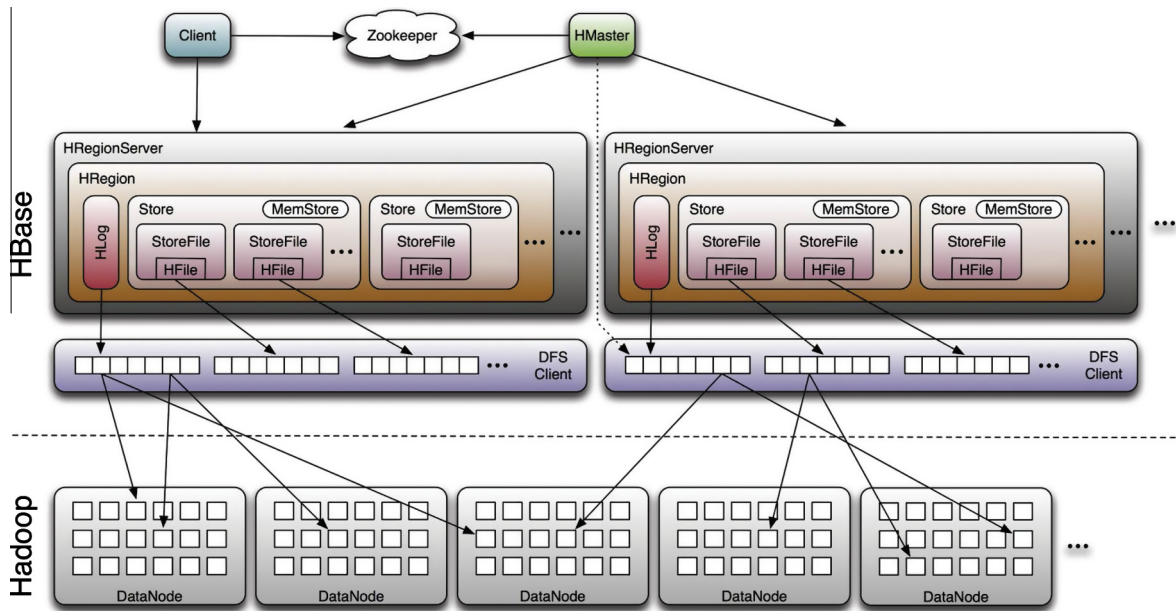 Client
Zookeeper
HMaster
HBase
HRegionServer
HRegion
HLog
Store
MemStore
StoreFile
HFile
StoreFile
HFile
...
Store
MemStore
StoreFile
HFile
...
...
HRegionServer
HRegion
HLog
Store
MemStore
StoreFile
HFile
StoreFile
HFile
...
Store
MemStore
StoreFile
HFile
...
...
...
...
DFS
Client
...
DFS
Client
Hadoop
DataNode
DataNode
DataNode
DataNode
DataNode
...